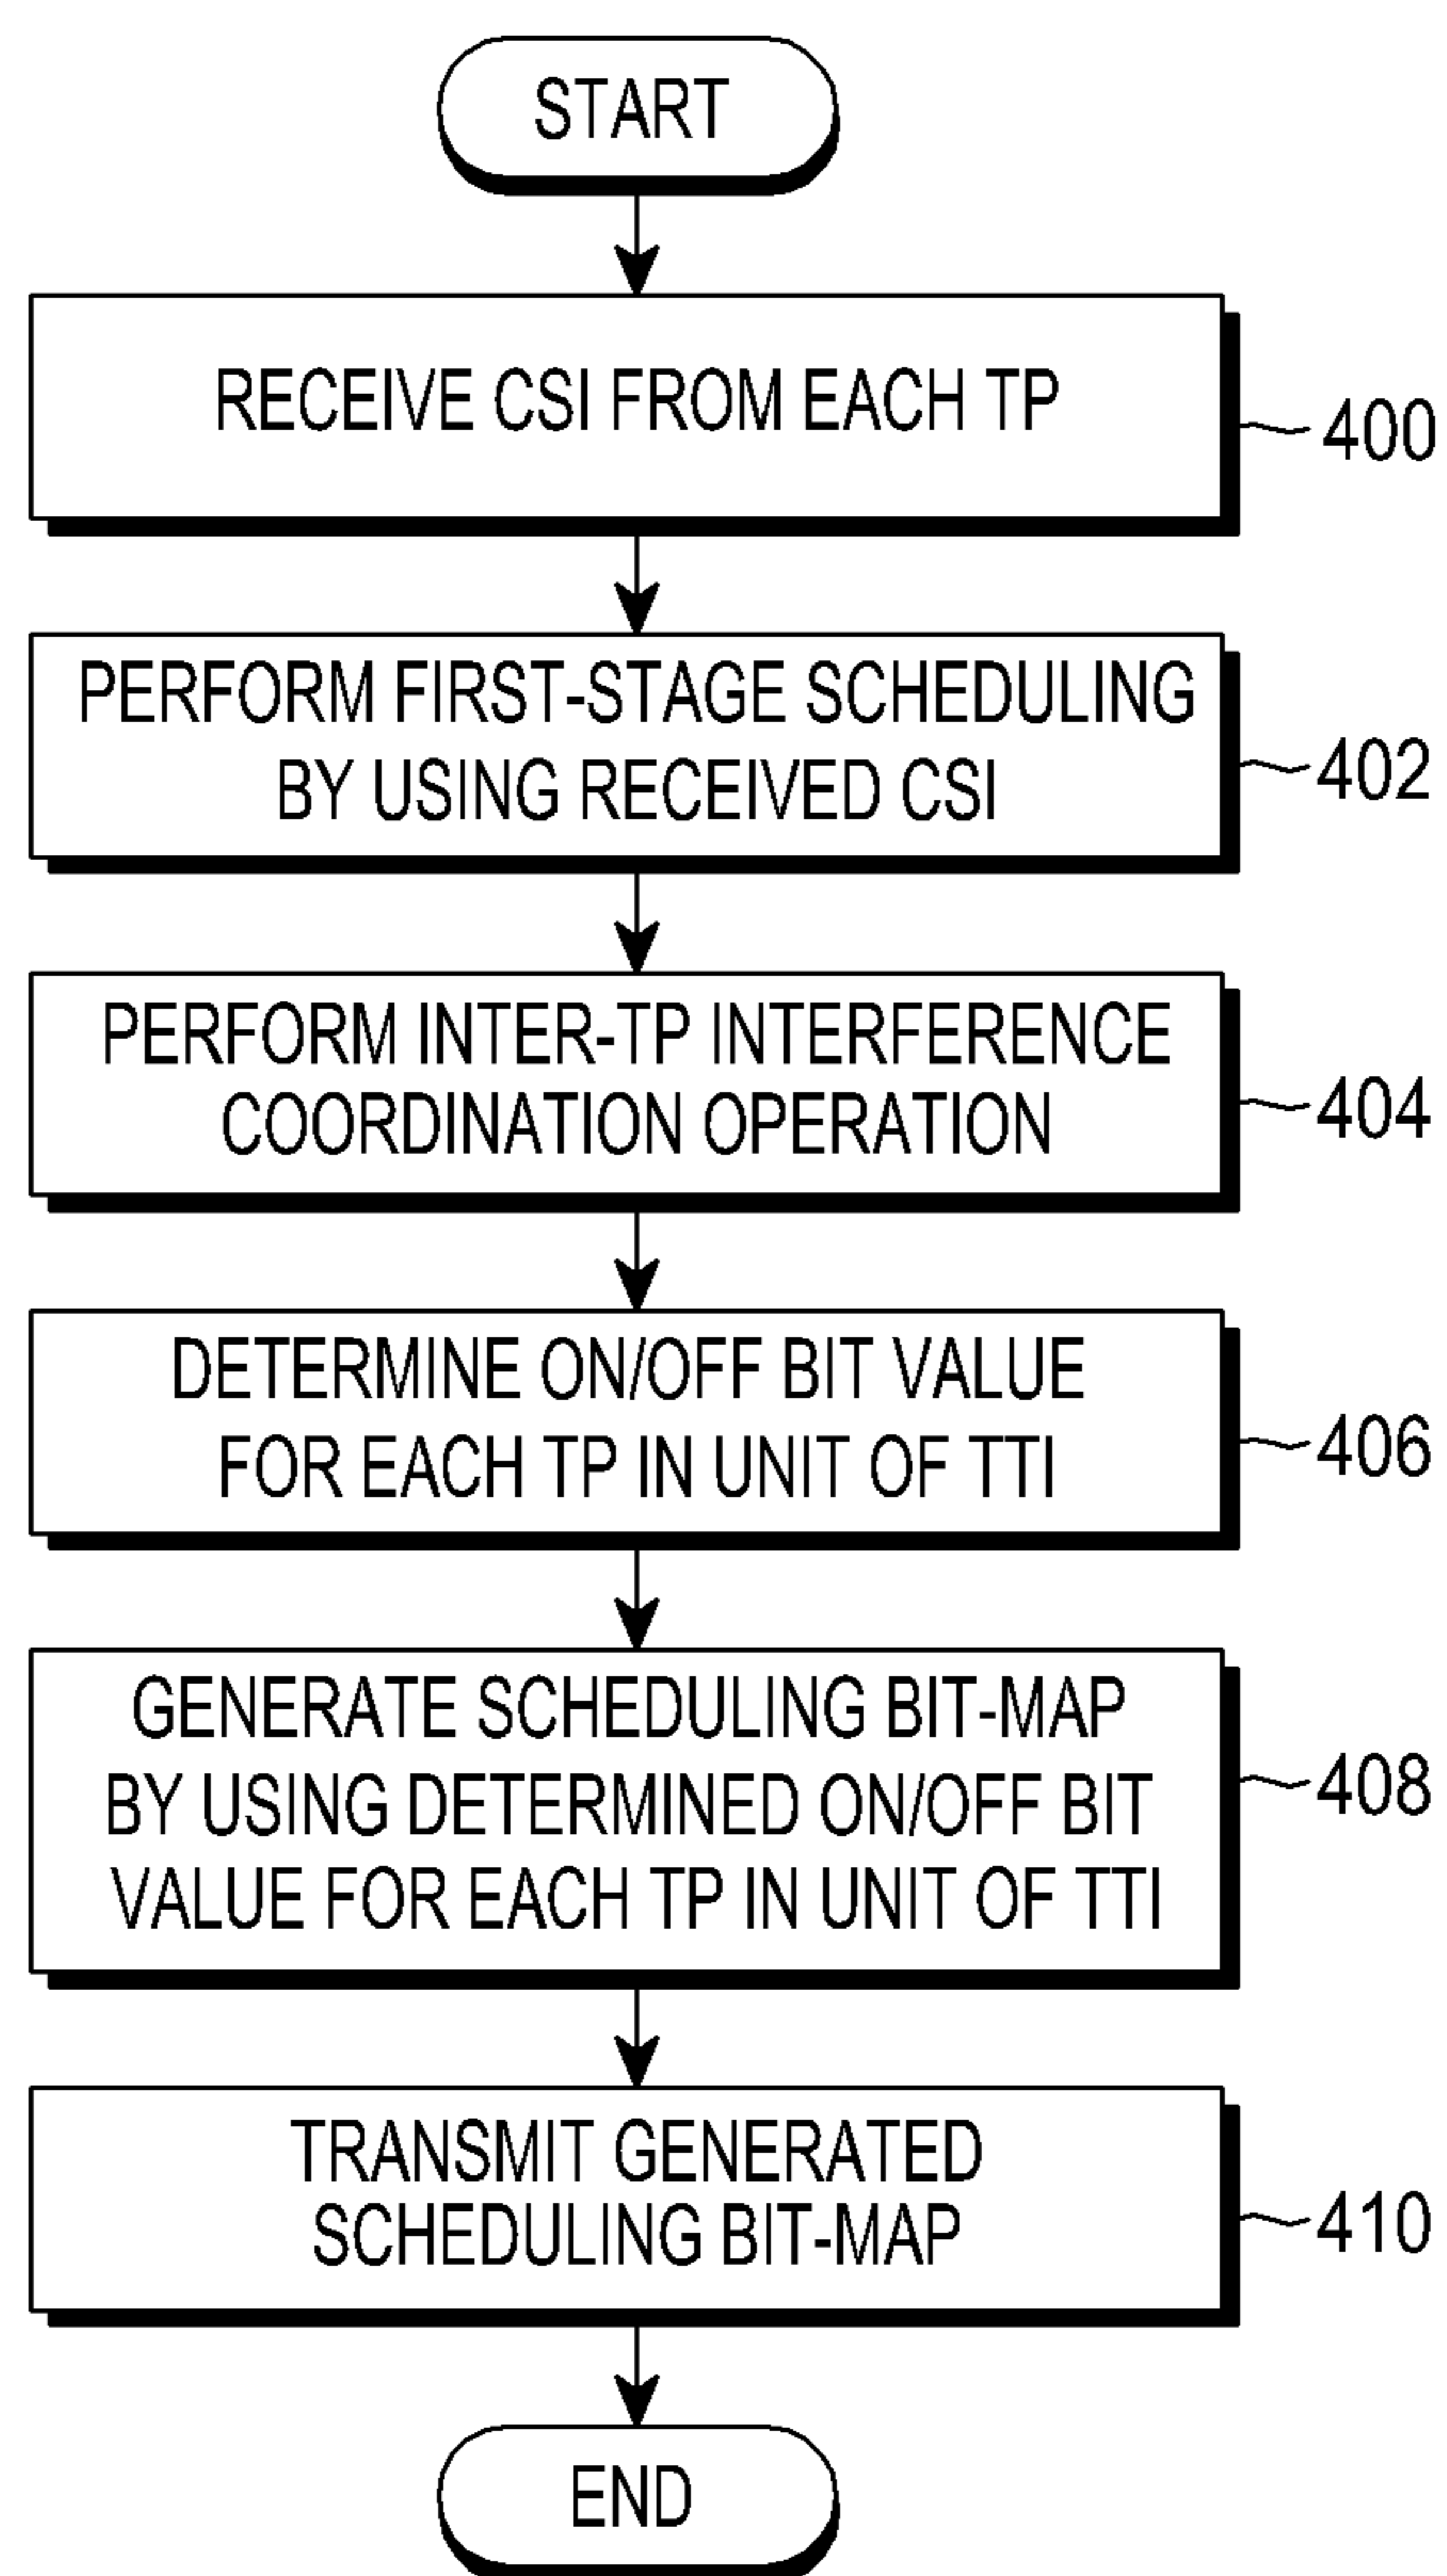 START
RECEIVE CSI FROM EACH TP
400
PERFORM FIRST-STAGE SCHEDULING
BY USING RECEIVED CSI
402
PERFORM INTER-TP INTERFERENCE
COORDINATION OPERATION
404
DETERMINE ON/OFF BIT VALUE
FOR EACH TP IN UNIT OF TTI
406
GENERATE SCHEDULING BIT-MAP
BY USING DETERMINED ON/OFF BIT
VALUE FOR EACH TP IN UNIT OF TTI
408
TRANSMIT GENERATED
SCHEDULING BIT-MAP
410
END